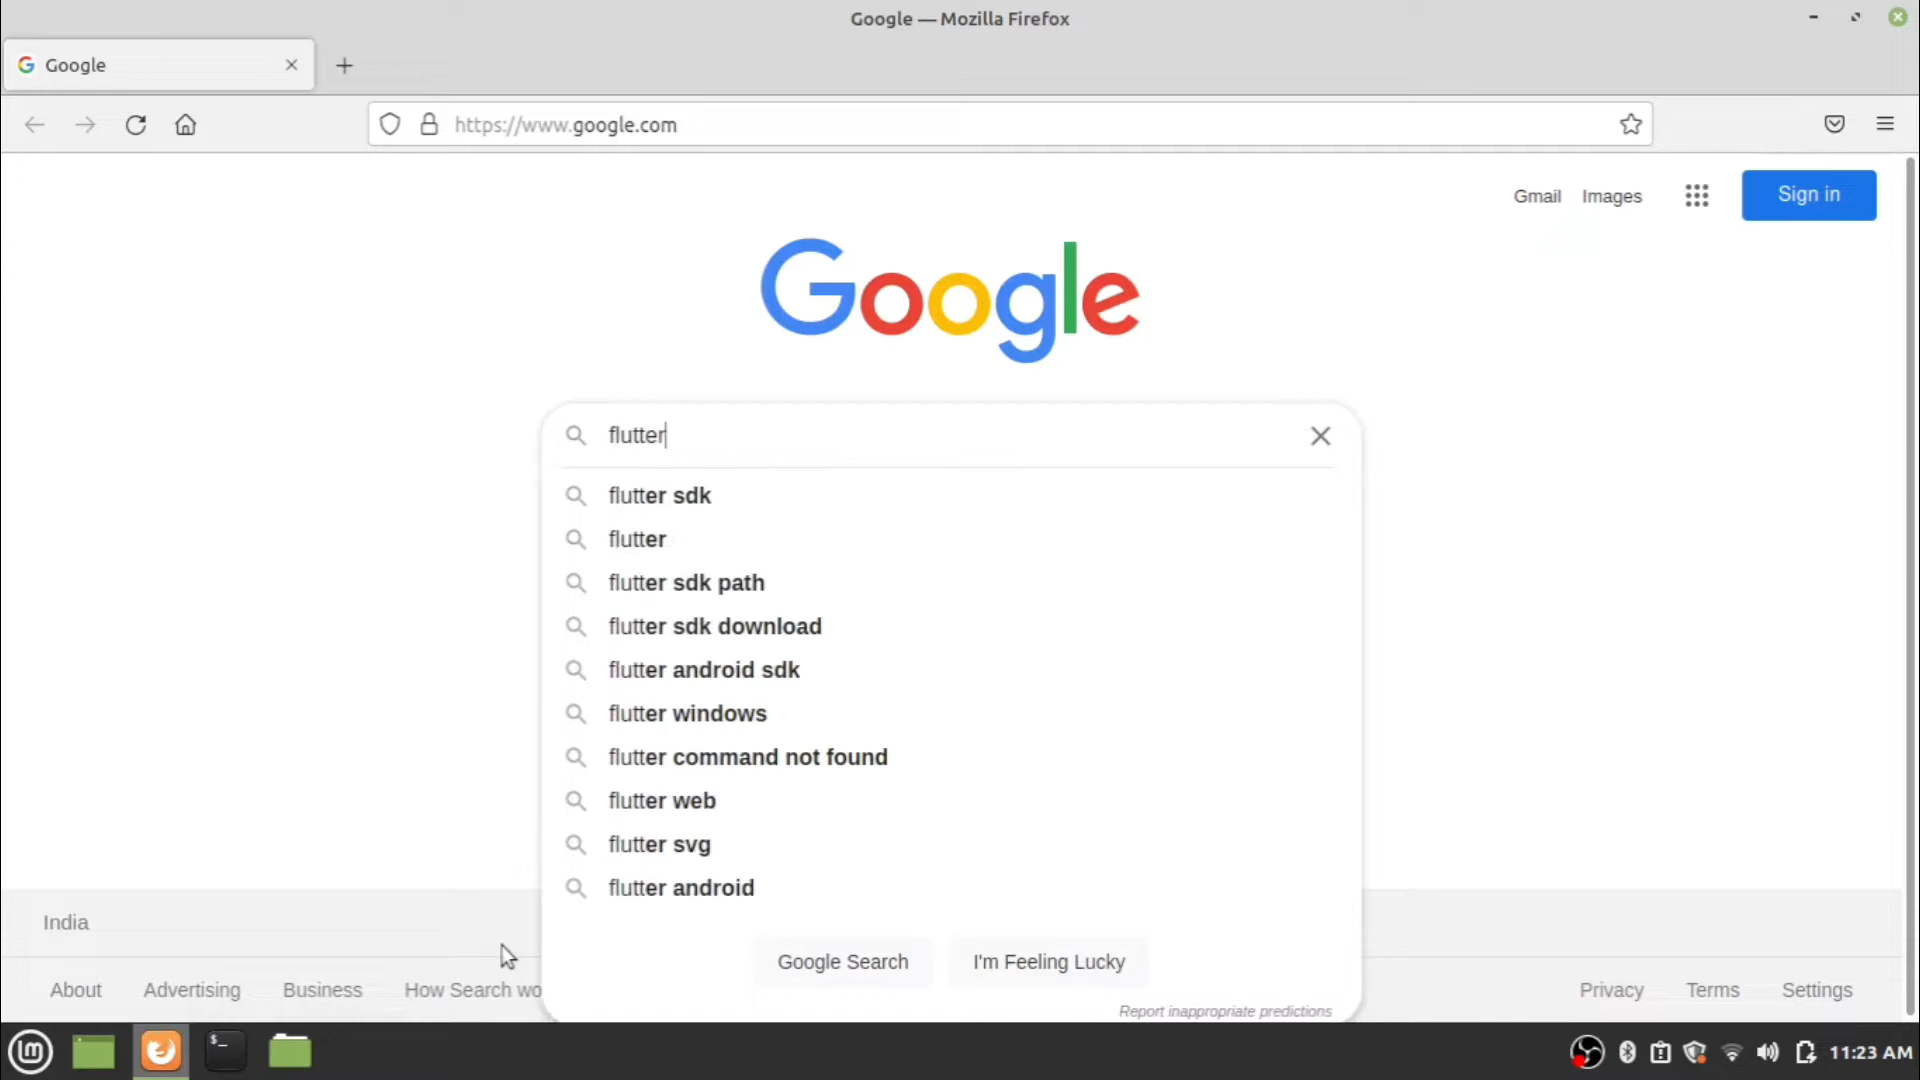 Google — Mozilla Firefox
Google
https://www.google.com
Gmail Images Sign in
Google
flutter
flutter sdk
flutter
flutter sdk path
flutter sdk download
flutter android sdk
flutter windows
flutter command not found
flutter web
flutter svg
flutter android
Google Search I'm Feeling Lucky
Report inappropriate predictions
India
About Advertising Business How Search wo
Privacy Terms Settings
11:23 AM